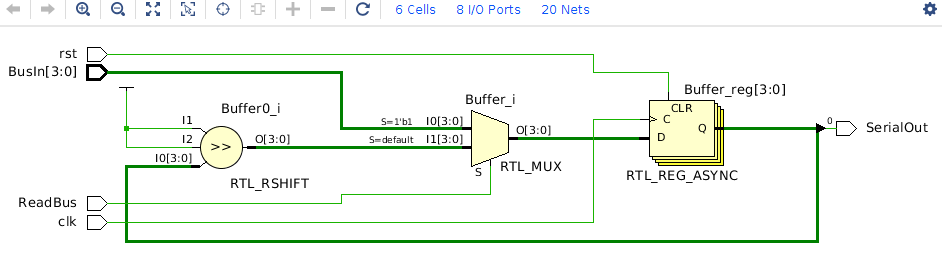 6 Cells 8 I/O Ports 20 Nets
rst
BusIn[3:0]
Buffer_reg[3:0]
Buffer0_i
Buffer_i
CLR
I1
S=1'b1 I0[3:0]
C
Q
0
SerialOut
I2
>>
O[3:0]
S=default I1[3:0]
O[3:0]
D
I0[3:0]
S
RTL_MUX
RTL_REG_ASYNC
RTL_RSHIFT
ReadBus
clk